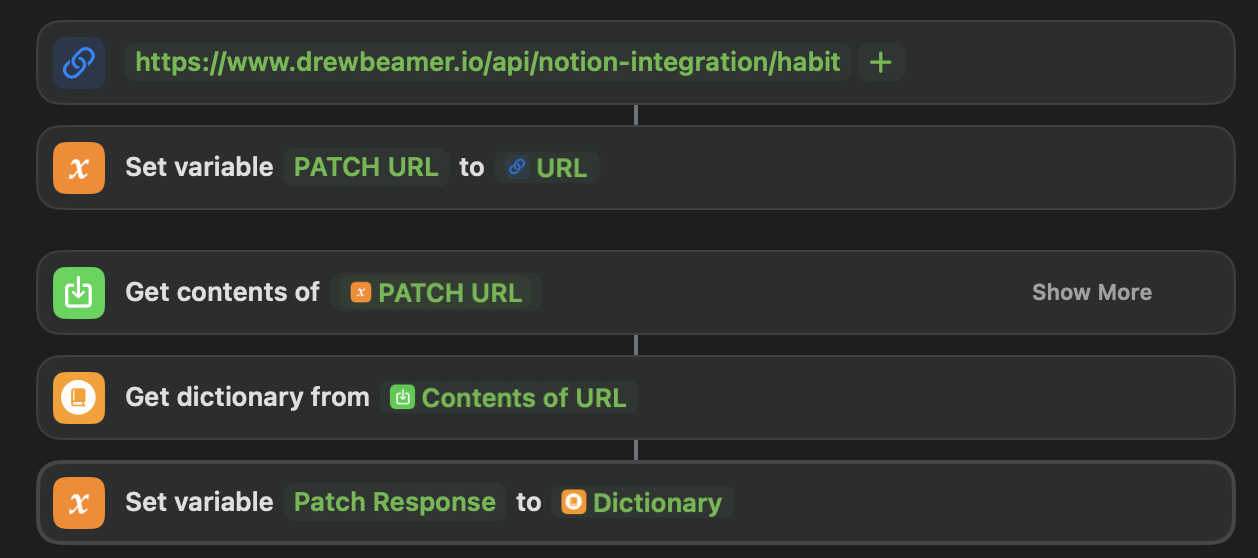 https://www.drewbeamer.io/api/notion-integration/habit +
x Set variable PATCH URL to URL
Get contents of x PATCH URL Show More
Get dictionary from Contents of URL
x Set variable Patch Response to Dictionary